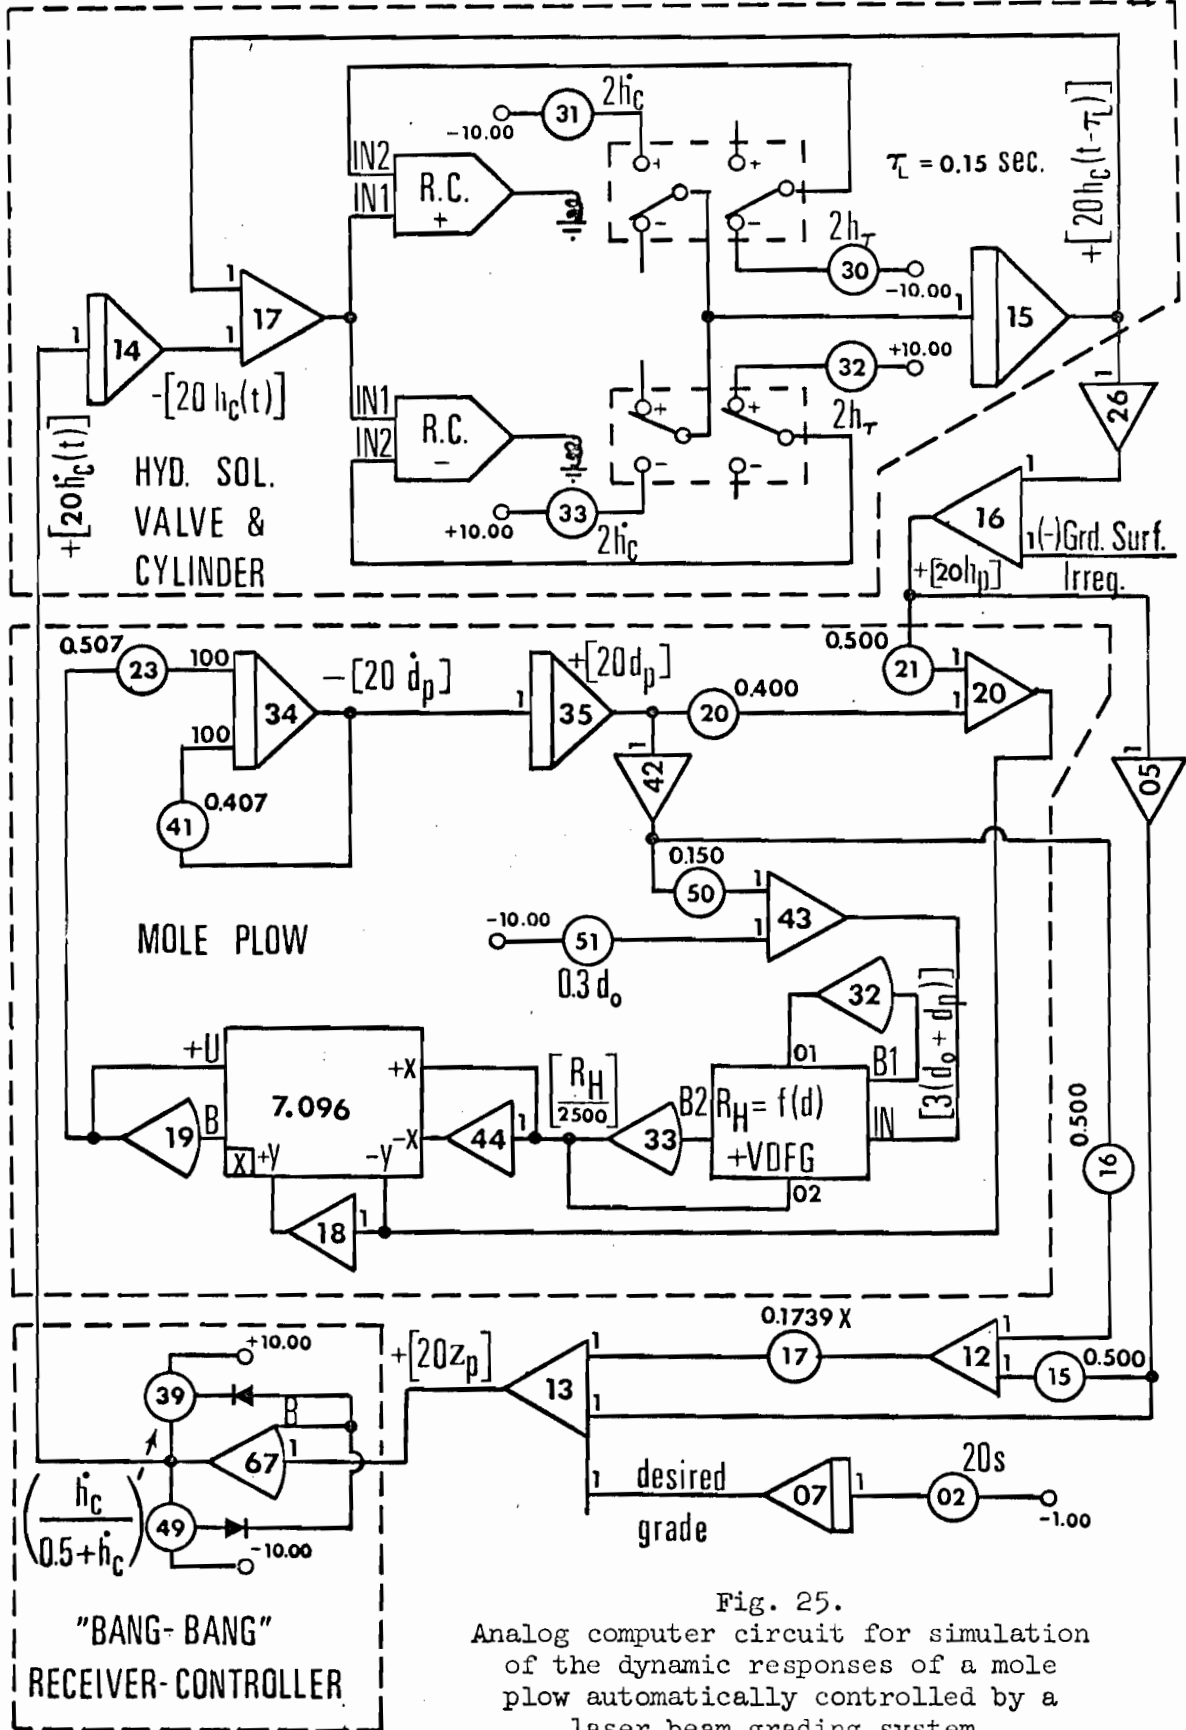 31
2ḣc
-10.00
IN2
IN1
R.C.
+
+
+
-
-
τL = 0.15 sec.
+[20hc(t-τL)]
2hτ
30
-10.00
1
1
17
1
14
-[20 hc(t)]
1
15
32
+10.00
2hτ
1
26
IN1
IN2
R.C.
-
+
+
-
-
+10.00
33
2ḣc
+[20ḣc(t)]
HYD. SOL.
VALVE &
CYLINDER
1
16
1(-)Grd. Surf.
Irreg.
+[20hp]
0.507
23
100
34
100
-[20 ḋp]
41
0.407
1
35
+[20dp]
20
0.400
0.500
21
1
1
20
1
42
1
05
0.150
50
1
1
43
-10.00
51
0.3 do
MOLE PLOW
32
[3(do + dp)]
01
B1
B2
RH = f(d)
IN
+VDFG
02
33
[RH/2500]
+U
+X
7.096
B
-X
X
+Y
-Y
1
44
19
1
18
0.500
16
0.1739 X
17
1
12
1
15
0.500
+10.00
39
B
1
67
49
-10.00
(ḣc/0.5+ḣc)
+[20zp]
13
1
1
1
desired
grade
07
1
02
20s
-1.00
"BANG-BANG"
RECEIVER-CONTROLLER
Fig. 25.
Analog computer circuit for simulation
of the dynamic responses of a mole
plow automatically controlled by a
laser beam grading system